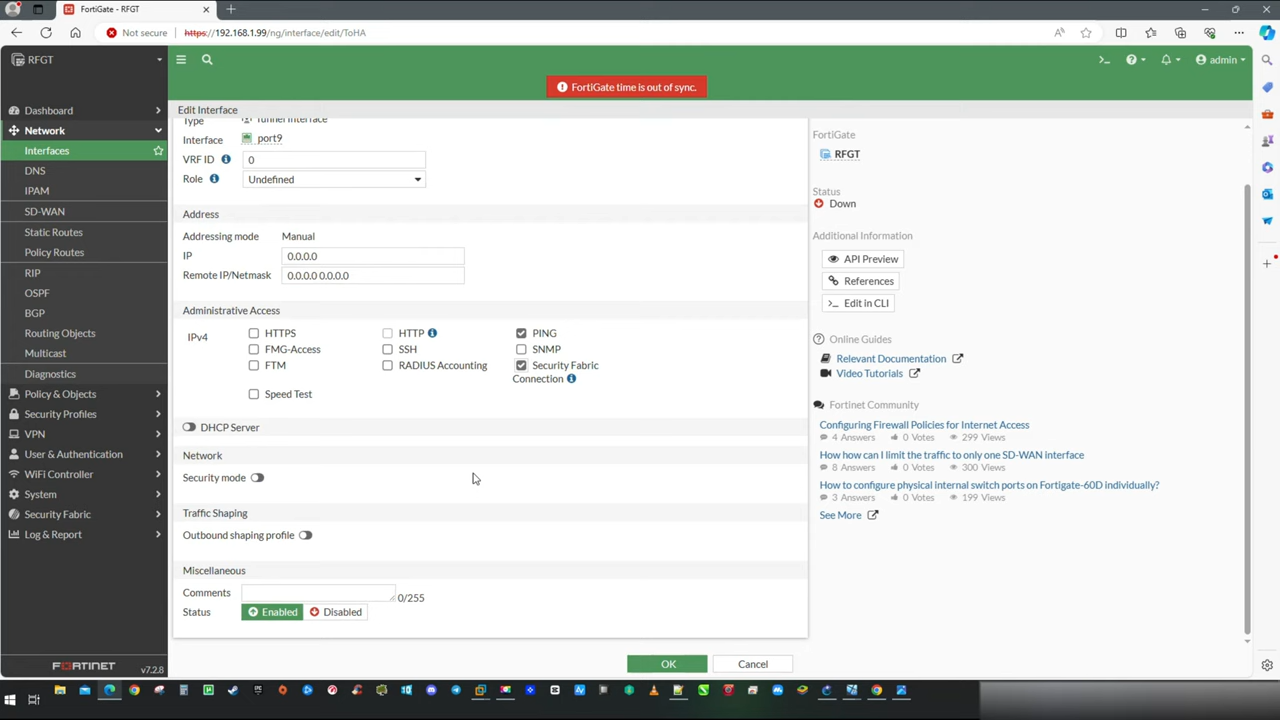 FortiGate - RFGT
Not secure https://192.168.1.99/ng/interface/edit/ToHA
RFGT
admin
FortiGate time is out of sync.
Dashboard
Network
Interfaces
DNS
IPAM
SD-WAN
Static Routes
Policy Routes
RIP
OSPF
BGP
Routing Objects
Multicast
Diagnostics
Policy & Objects
Security Profiles
VPN
User & Authentication
WiFi Controller
System
Security Fabric
Log & Report
FORTINET v7.2.8
Edit Interface
Type Tunnel Interface
Interface port9
VRF ID 0
Role Undefined
Address
Addressing mode Manual
IP 0.0.0.0
Remote IP/Netmask 0.0.0.0 0.0.0.0
Administrative Access
IPv4
HTTPS HTTP PING
FMG-Access SSH SNMP
FTM RADIUS Accounting Security Fabric
Connection
Speed Test
DHCP Server
Network
Security mode
Traffic Shaping
Outbound shaping profile
Miscellaneous
Comments 0/255
Status Enabled Disabled
OK Cancel
FortiGate
RFGT
Status
Down
Additional Information
API Preview
References
>_ Edit in CLI
Online Guides
Relevant Documentation
Video Tutorials
Fortinet Community
Configuring Firewall Policies for Internet Access
4 Answers 0 Votes 299 Views
How how can I limit the traffic to only one SD-WAN interface
8 Answers 0 Votes 300 Views
How to configure physical internal switch ports on Fortigate-60D individually?
3 Answers 0 Votes 199 Views
See More